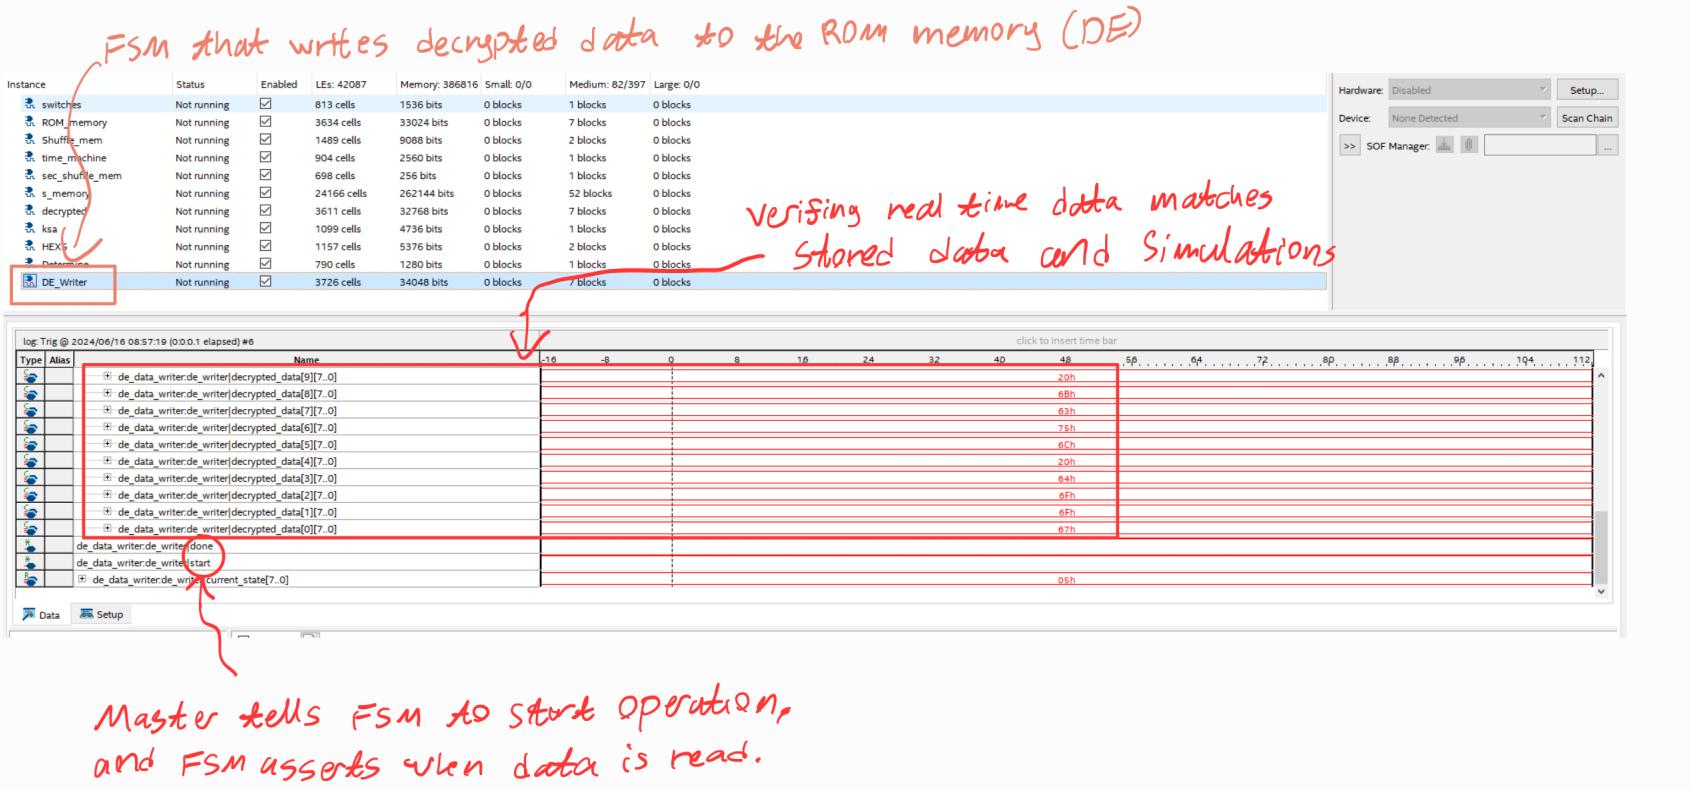 FSM that writes decrypted data to the ROM memory (DE)
Instance Status Enabled LEs: 42087 Memory: 386816 Small: 0/0 Medium: 82/397 Large: 0/0
switches Not running 813 cells 1536 bits 0 blocks 1 blocks 0 blocks
ROM_memory Not running 3634 cells 33024 bits 0 blocks 7 blocks 0 blocks
Shuffle_mem Not running 1489 cells 9088 bits 0 blocks 2 blocks 0 blocks
time_machine Not running 904 cells 2560 bits 0 blocks 1 blocks 0 blocks
sec_shuffle_mem Not running 698 cells 256 bits 0 blocks 1 blocks 0 blocks
s_memory Not running 24166 cells 262144 bits 0 blocks 52 blocks 0 blocks
decrypted Not running 3611 cells 32768 bits 0 blocks 7 blocks 0 blocks
ksa Not running 1099 cells 4736 bits 0 blocks 1 blocks 0 blocks
HEXS Not running 1157 cells 5376 bits 0 blocks 2 blocks 0 blocks
Determine Not running 790 cells 1280 bits 0 blocks 1 blocks 0 blocks
DE_Writer Not running 3726 cells 34048 bits 0 blocks 7 blocks 0 blocks
Hardware: Disabled Setup...
Device: None Detected Scan Chain
>> SOF Manager: ...
verifing real time data matches
stored data and simulations
log: Trig @ 2024/06/16 08:57:19 (0:0:0.1 elapsed) #6 click to insert time bar
Type Alias Name -16 -8 0 8 16 24 32 40 48 56 64 72 80 88 96 104 112
de_data_writer:de_writer|decrypted_data[9][7..0] 20h
de_data_writer:de_writer|decrypted_data[8][7..0] 6Bh
de_data_writer:de_writer|decrypted_data[7][7..0] 63h
de_data_writer:de_writer|decrypted_data[6][7..0] 75h
de_data_writer:de_writer|decrypted_data[5][7..0] 6Ch
de_data_writer:de_writer|decrypted_data[4][7..0] 20h
de_data_writer:de_writer|decrypted_data[3][7..0] 64h
de_data_writer:de_writer|decrypted_data[2][7..0] 6Fh
de_data_writer:de_writer|decrypted_data[1][7..0] 6Fh
de_data_writer:de_writer|decrypted_data[0][7..0] 67h
de_data_writer:de_writer|done
de_data_writer:de_writer|start
de_data_writer:de_writer|current_state[7..0] 05h
Data Setup
Master tells FSM to start operation,
and FSM asserts when data is read.